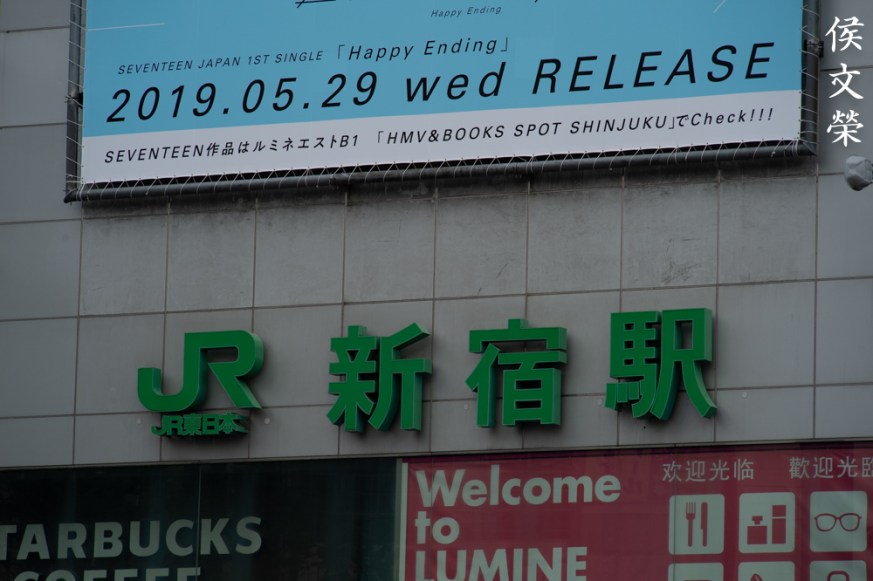 Happy Ending
SEVENTEEN JAPAN 1ST SINGLE 「Happy Ending」
2019.05.29 wed RELEASE
SEVENTEEN作品はルミネエストB1 「HMV&BOOKS SPOT SHINJUKU」でCheck!!!
侯文榮
JR 新宿駅
JR東日本
TARBUCKS
COFFEE
Welcome
to
LUMINE
欢迎光临 歡迎光臨